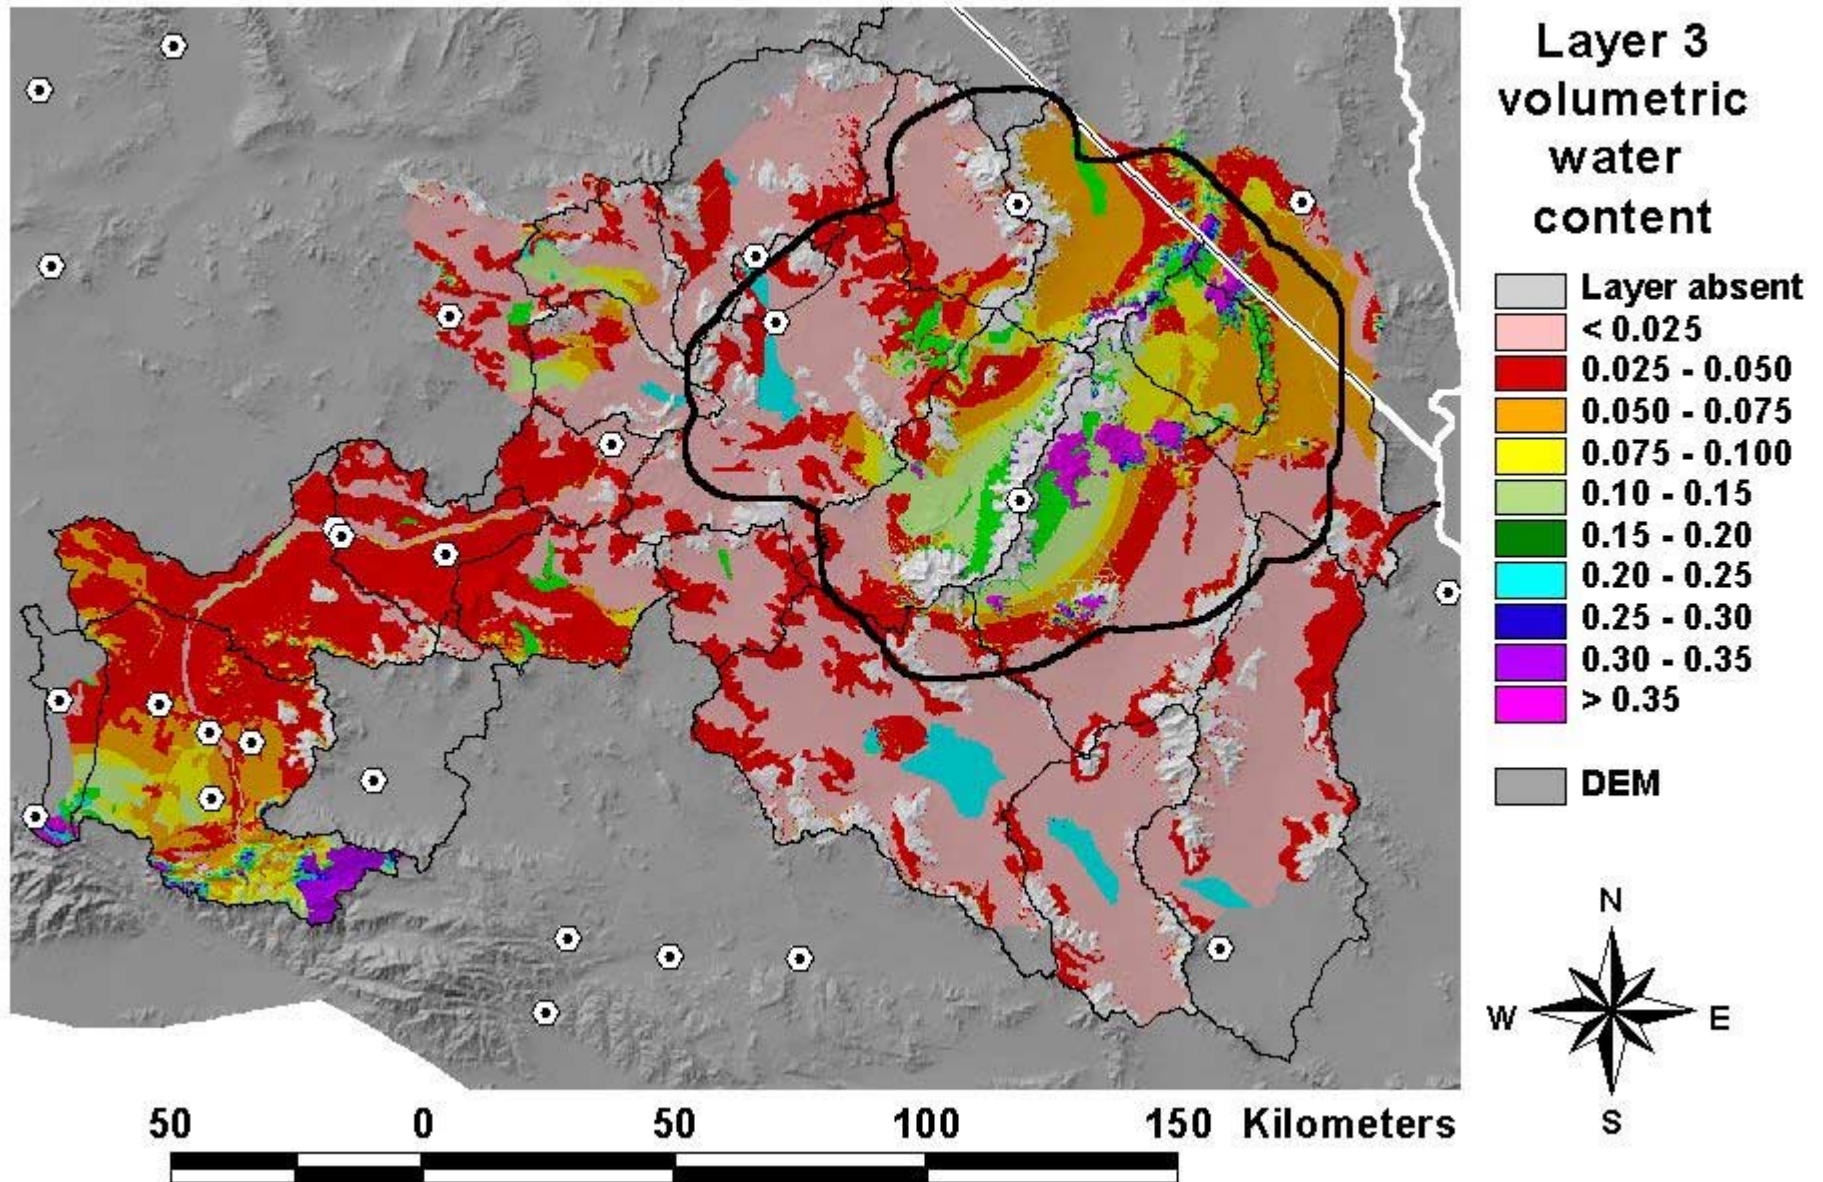 Layer 3
volumetric
water
content
Layer absent
< 0.025
0.025 - 0.050
0.050 - 0.075
0.075 - 0.100
0.10 - 0.15
0.15 - 0.20
0.20 - 0.25
0.25 - 0.30
0.30 - 0.35
> 0.35
DEM
N
W E
S
50 0 50 100 150 Kilometers